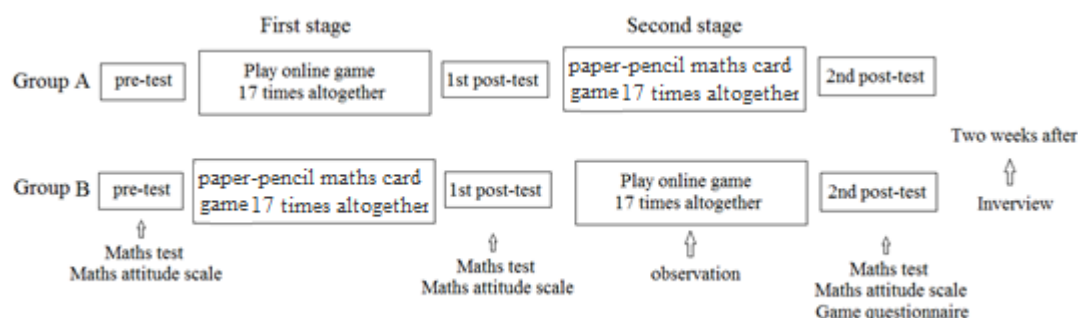 First stage
Second stage
Group A
pre-test
Play online game
17 times altogether
1st post-test
paper-pencil maths card
game 17 times altogether
2nd post-test
Two weeks after
Group B
pre-test
paper-pencil maths card
game 17 times altogether
1st post-test
Play online game
17 times altogether
2nd post-test
Inverview
Maths test
Maths attitude scale
Maths test
Maths attitude scale
observation
Maths test
Maths attitude scale
Game questionnaire